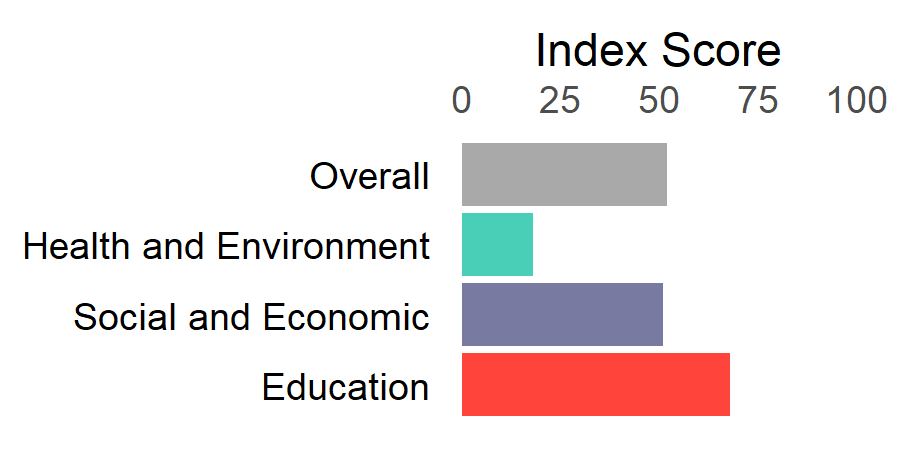 Index Score
0 25 50 75 100
Overall
Health and Environment
Social and Economic
Education